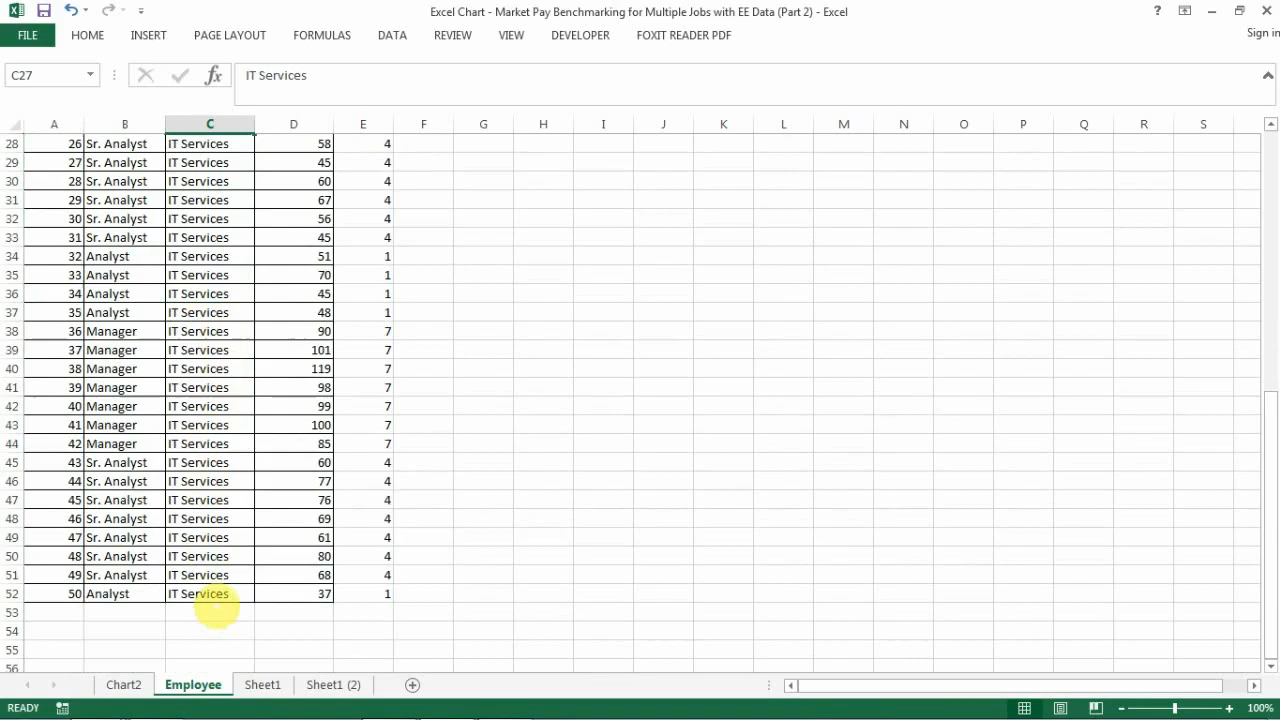 Excel Chart - Market Pay Benchmarking for Multiple Jobs with EE Data (Part 2) - Excel
?
FILE HOME INSERT PAGE LAYOUT FORMULAS DATA REVIEW VIEW DEVELOPER FOXIT READER PDF Sign in
C27 fx IT Services
A B C D E F G H I J K L M N O P Q R S
28 26 Sr. Analyst IT Services 58 4
29 27 Sr. Analyst IT Services 45 4
30 28 Sr. Analyst IT Services 60 4
31 29 Sr. Analyst IT Services 67 4
32 30 Sr. Analyst IT Services 56 4
33 31 Sr. Analyst IT Services 45 4
34 32 Analyst IT Services 51 1
35 33 Analyst IT Services 70 1
36 34 Analyst IT Services 45 1
37 35 Analyst IT Services 48 1
38 36 Manager IT Services 90 7
39 37 Manager IT Services 101 7
40 38 Manager IT Services 119 7
41 39 Manager IT Services 98 7
42 40 Manager IT Services 99 7
43 41 Manager IT Services 100 7
44 42 Manager IT Services 85 7
45 43 Sr. Analyst IT Services 60 4
46 44 Sr. Analyst IT Services 77 4
47 45 Sr. Analyst IT Services 76 4
48 46 Sr. Analyst IT Services 69 4
49 47 Sr. Analyst IT Services 61 4
50 48 Sr. Analyst IT Services 80 4
51 49 Sr. Analyst IT Services 68 4
52 50 Analyst IT Services 37 1
53
54
55
56
Chart2 Employee Sheet1 Sheet1 (2)
READY 100%